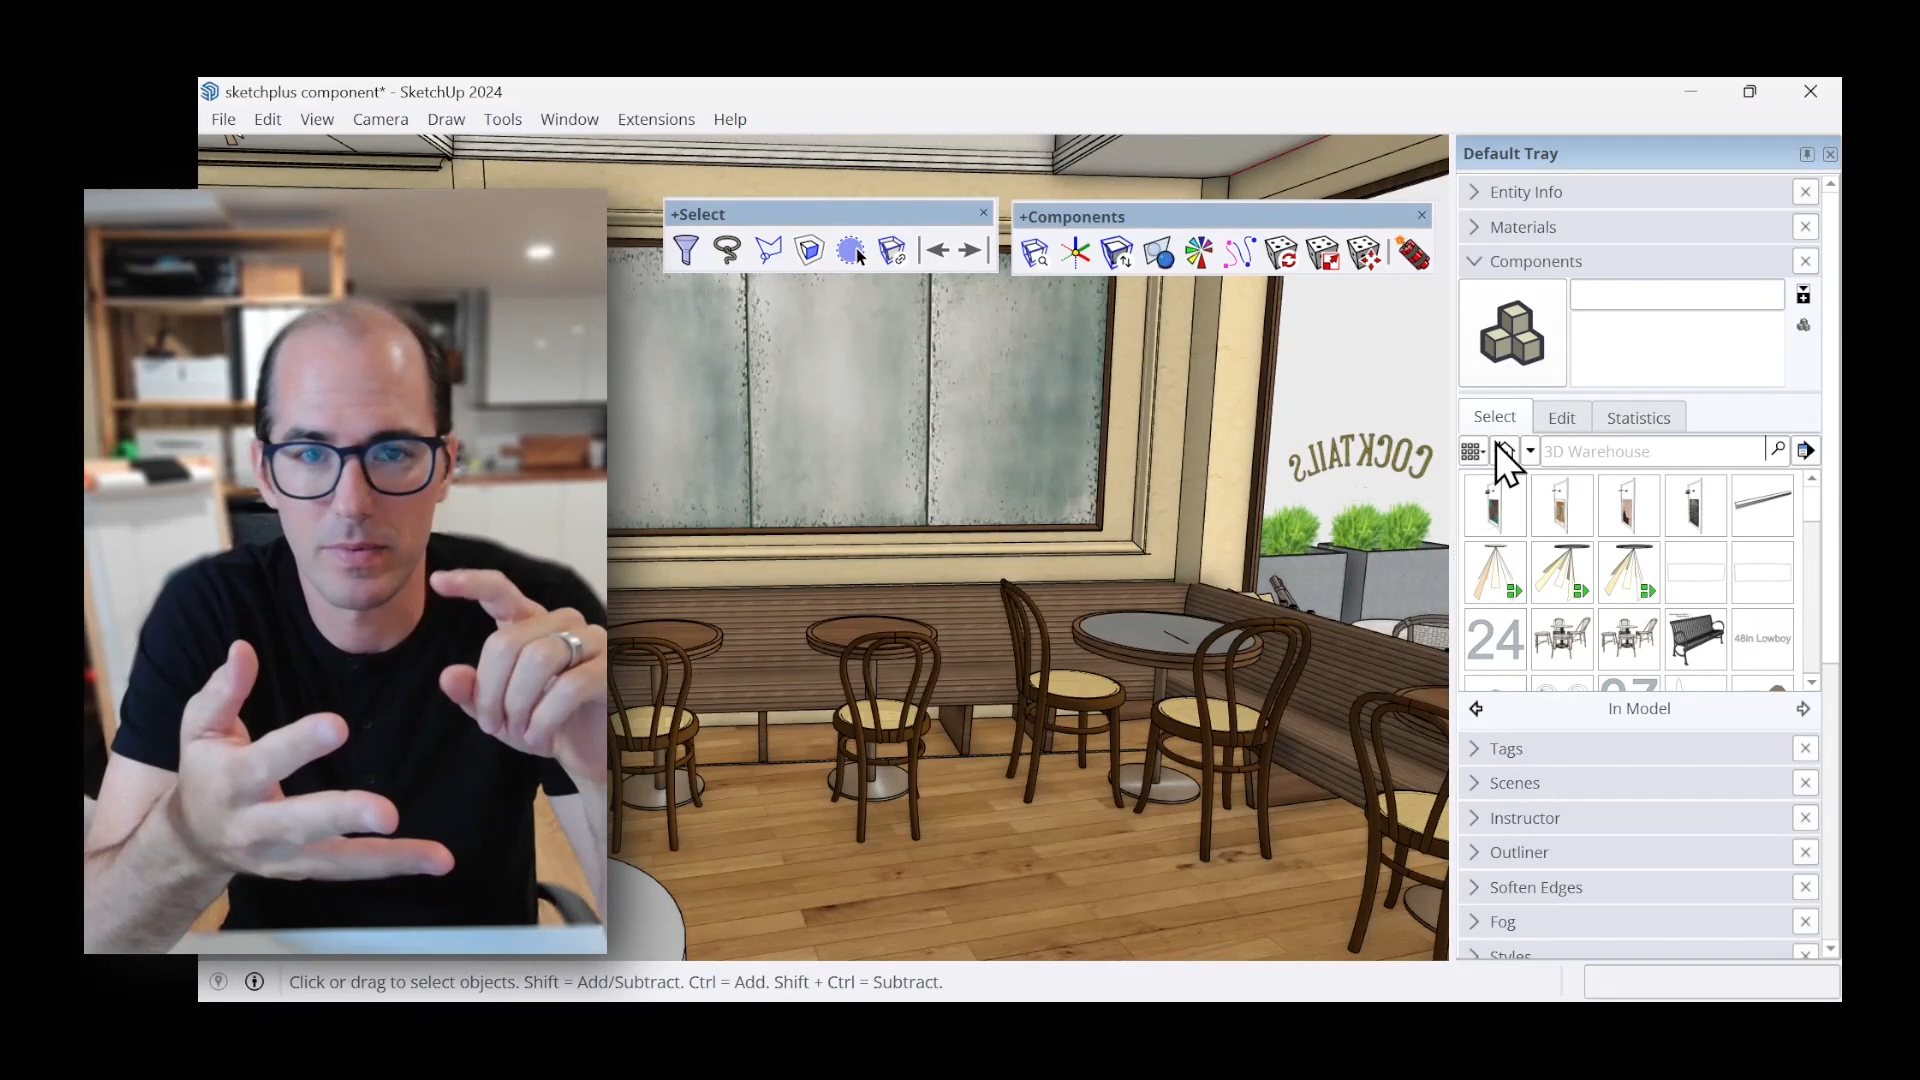 sketchplus component* - SketchUp 2024
File Edit View Camera Draw Tools Window Extensions Help
Default Tray
Entity Info
Materials
Components
+Select
+Components
COCKTAILS
Select Edit Statistics
3D Warehouse
24
48in Lowboy
In Model
Tags
Scenes
Instructor
Outliner
Soften Edges
Fog
Styles
Click or drag to select objects. Shift = Add/Subtract. Ctrl = Add. Shift + Ctrl = Subtract.